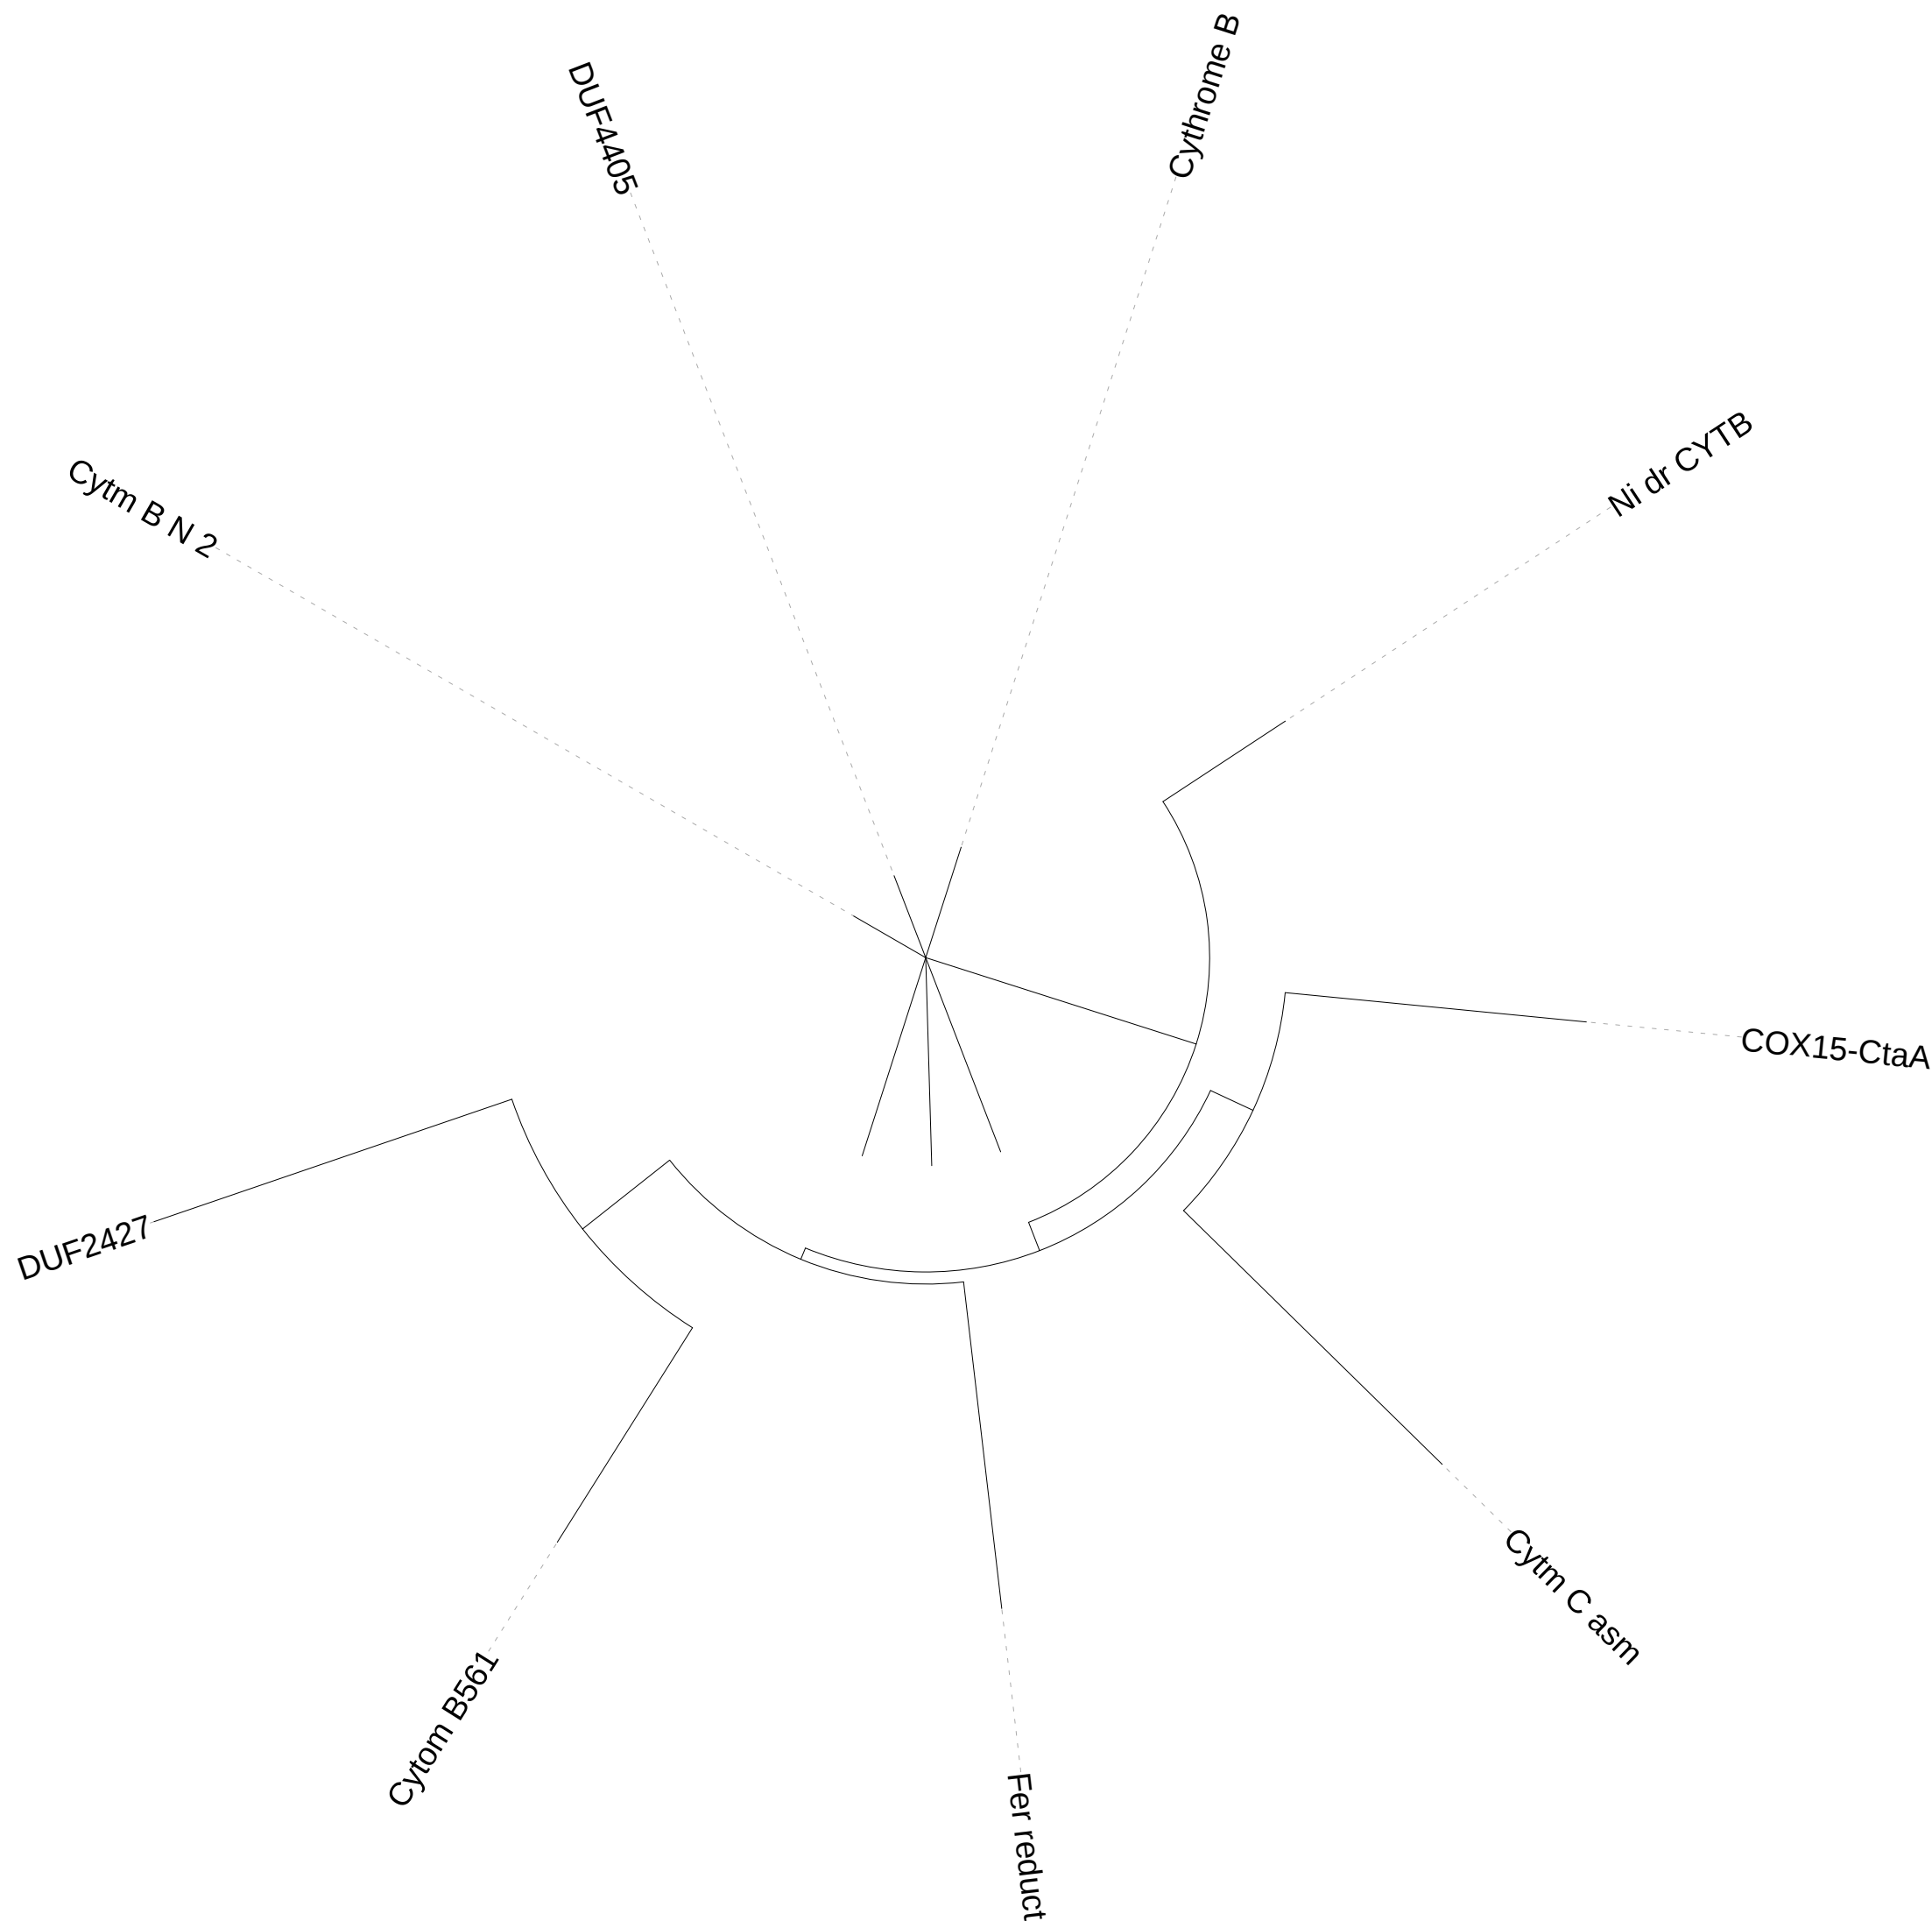 Cythrome B
DUF4405
Ni dr CYTB
Cytm B N 2
COX15-CtaA
DUF2427
Cytm C asm
Cytom B561
Fer reduct